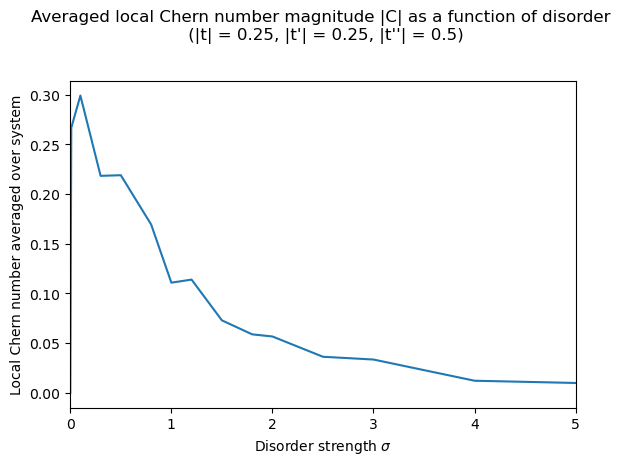 Averaged local Chern number magnitude |C| as a function of disorder
(|t| = 0.25, |t'| = 0.25, |t''| = 0.5)
Local Chern number averaged over system
0.30
0.25
0.20
0.15
0.10
0.05
0.00
0 1 2 3 4 5
Disorder strength σ